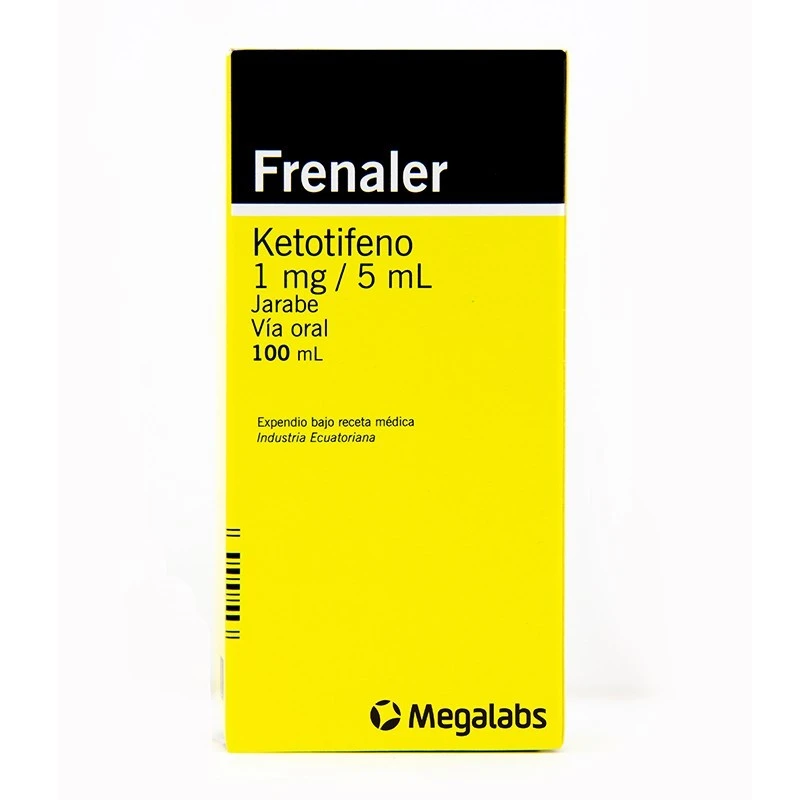 Frenaler
Ketotifeno
1 mg / 5 mL
Jarabe
Vía oral
100 mL
Expendio bajo receta médica
Industria Ecuatoriana
Megalabs